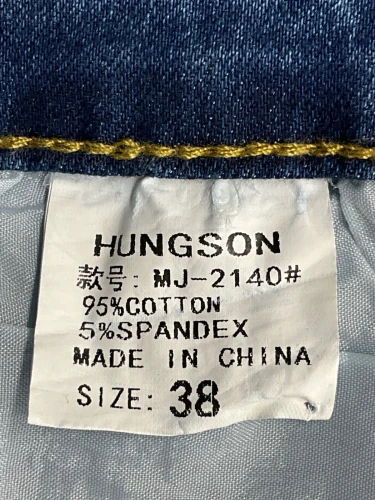 HUNGSON
款号: MJ-2140#
95%COTTON
5%SPANDEX
MADE IN CHINA
SIZE: 38